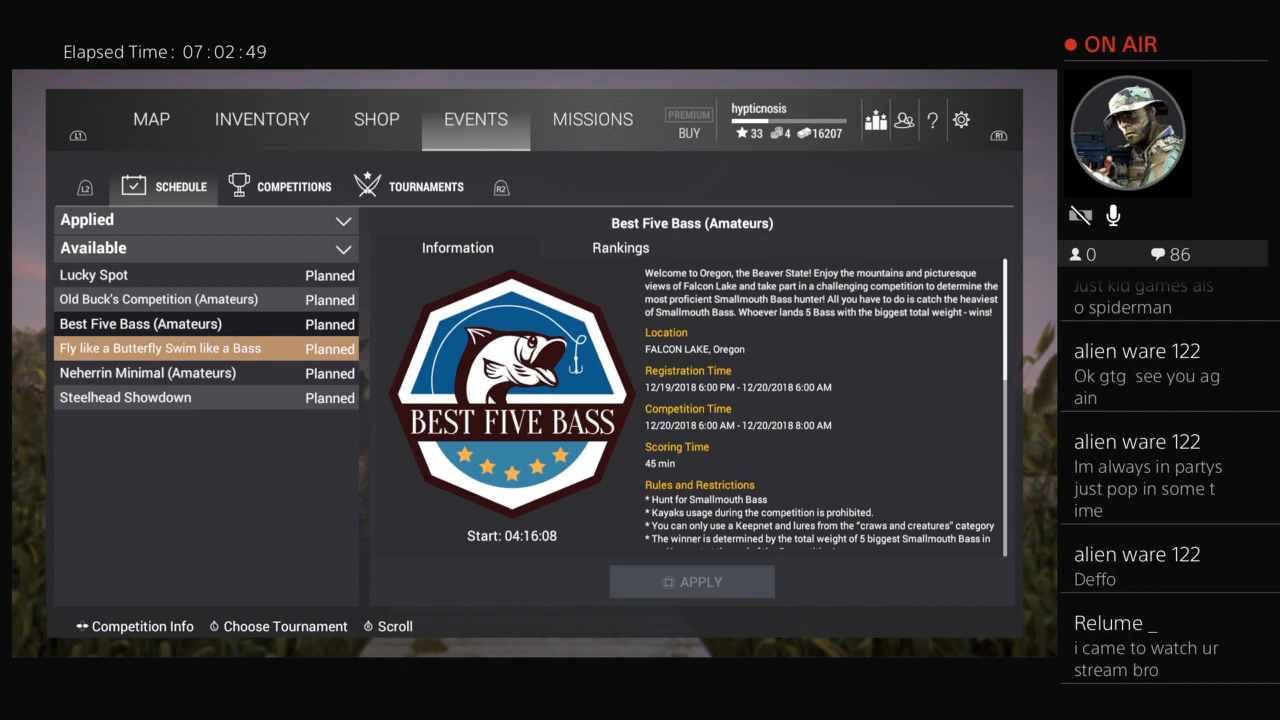 Elapsed Time: 07:02:49
ON AIR
L1
MAP
INVENTORY
SHOP
EVENTS
MISSIONS
PREMIUM
BUY
hypticnosis
33 4 16207
?
R1
L2
SCHEDULE
COMPETITIONS
TOURNAMENTS
R2
Applied
Available
Lucky Spot Planned
Old Buck's Competition (Amateurs) Planned
Best Five Bass (Amateurs) Planned
Fly like a Butterfly Swim like a Bass Planned
Neherrin Minimal (Amateurs) Planned
Steelhead Showdown Planned
Best Five Bass (Amateurs)
Information
Rankings
BEST FIVE BASS
Start: 04:16:08
Welcome to Oregon, the Beaver State! Enjoy the mountains and picturesque
views of Falcon Lake and take part in a challenging competition to determine the
most proficient Smallmouth Bass hunter! All you have to do is catch the heaviest
of Smallmouth Bass. Whoever lands 5 Bass with the biggest total weight - wins!
Location
FALCON LAKE, Oregon
Registration Time
12/19/2018 6:00 PM - 12/20/2018 6:00 AM
Competition Time
12/20/2018 6:00 AM - 12/20/2018 8:00 AM
Scoring Time
45 min
Rules and Restrictions
* Hunt for Smallmouth Bass
* Kayaks usage during the competition is prohibited.
* You can only use a Keepnet and lures from the "craws and creatures" category
* The winner is determined by the total weight of 5 biggest Smallmouth Bass in
APPLY
Competition Info
Choose Tournament
Scroll
0 86
Just kid games als
o spiderman
alien ware 122
Ok gtg see you ag
ain
alien ware 122
Im always in partys
just pop in some t
ime
alien ware 122
Deffo
Relume _
i came to watch ur
stream bro